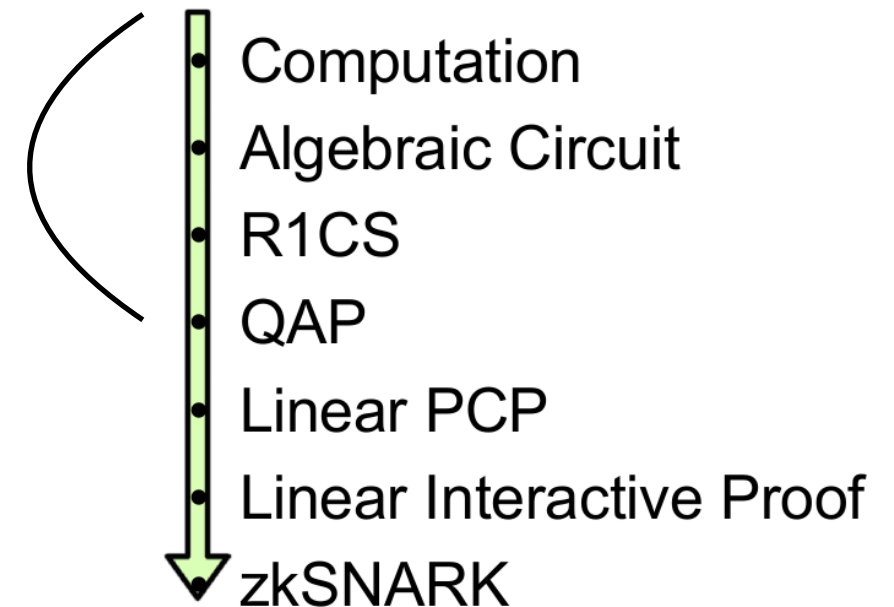 Computation
Algebraic Circuit
R1CS
QAP
Linear PCP
Linear Interactive Proof
zkSNARK